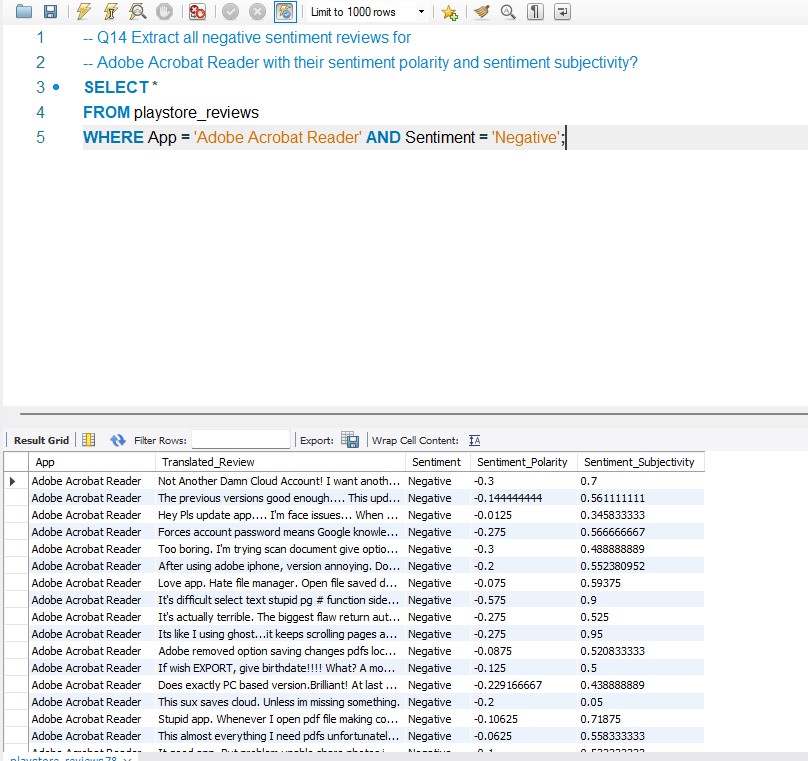 Limit to 1000 rows
1 -- Q14 Extract all negative sentiment reviews for
2 -- Adobe Acrobat Reader with their sentiment polarity and sentiment subjectivity?
3 SELECT *
4 FROM playstore_reviews
5 WHERE App = 'Adobe Acrobat Reader' AND Sentiment = 'Negative';
Result Grid Filter Rows: Export: Wrap Cell Content:
App Translated_Review Sentiment Sentiment_Polarity Sentiment_Subjectivity
Adobe Acrobat Reader Not Another Damn Cloud Account! I want anoth... Negative -0.3 0.7
Adobe Acrobat Reader The previous versions good enough.... This upd... Negative -0.144444444 0.561111111
Adobe Acrobat Reader Hey Pls update app.... I'm face issues... When ... Negative -0.0125 0.345833333
Adobe Acrobat Reader Forces account password means Google knowle... Negative -0.275 0.566666667
Adobe Acrobat Reader Too boring. I'm trying scan document give optio... Negative -0.3 0.488888889
Adobe Acrobat Reader After using adobe iphone, version annoying. Do... Negative -0.2 0.552380952
Adobe Acrobat Reader Love app. Hate file manager. Open file saved d... Negative -0.075 0.59375
Adobe Acrobat Reader It's difficult select text stupid pg # function side... Negative -0.575 0.9
Adobe Acrobat Reader It's actually terrible. The biggest flaw return aut... Negative -0.275 0.525
Adobe Acrobat Reader Its like I using ghost...it keeps scrolling pages a... Negative -0.275 0.95
Adobe Acrobat Reader Adobe removed option saving changes pdfs loc... Negative -0.0875 0.520833333
Adobe Acrobat Reader If wish EXPORT, give birthdate!!!! What? A mo... Negative -0.125 0.5
Adobe Acrobat Reader Does exactly PC based version.Brilliant! At last ... Negative -0.229166667 0.438888889
Adobe Acrobat Reader This sux saves cloud. Unless im missing something. Negative -0.2 0.05
Adobe Acrobat Reader Stupid app. Whenever I open pdf file making co... Negative -0.10625 0.71875
Adobe Acrobat Reader This almost everything I need pdfs unfortunatel... Negative -0.0625 0.558333333
Adobe Acrobat Reader It good app. But problem unable share photos i... Negative -0.1
playstore_reviews78